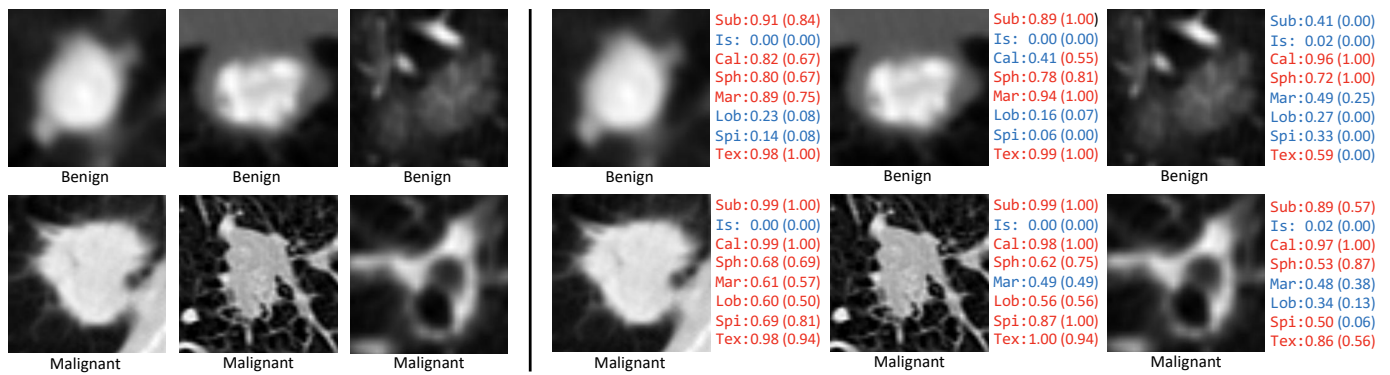 Benign
Benign
Benign
Malignant
Malignant
Malignant
Sub:0.91 (0.84)
Is: 0.00 (0.00)
Cal:0.82 (0.67)
Sph:0.80 (0.67)
Mar:0.89 (0.75)
Lob:0.23 (0.08)
Spi:0.14 (0.08)
Tex:0.98 (1.00)
Benign
Sub:0.89 (1.00)
Is: 0.00 (0.00)
Cal:0.41 (0.55)
Sph:0.78 (0.81)
Mar:0.94 (1.00)
Lob:0.16 (0.07)
Spi:0.06 (0.00)
Tex:0.99 (1.00)
Benign
Sub:0.41 (0.00)
Is: 0.02 (0.00)
Cal:0.96 (1.00)
Sph:0.72 (1.00)
Mar:0.49 (0.25)
Lob:0.27 (0.00)
Spi:0.33 (0.00)
Tex:0.59 (0.00)
Benign
Sub:0.99 (1.00)
Is: 0.00 (0.00)
Cal:0.99 (1.00)
Sph:0.68 (0.69)
Mar:0.61 (0.57)
Lob:0.60 (0.50)
Spi:0.69 (0.81)
Tex:0.98 (0.94)
Malignant
Sub:0.99 (1.00)
Is: 0.00 (0.00)
Cal:0.98 (1.00)
Sph:0.62 (0.75)
Mar:0.49 (0.49)
Lob:0.56 (0.56)
Spi:0.87 (1.00)
Tex:1.00 (0.94)
Malignant
Sub:0.89 (0.57)
Is: 0.02 (0.00)
Cal:0.97 (1.00)
Sph:0.53 (0.87)
Mar:0.48 (0.38)
Lob:0.34 (0.13)
Spi:0.50 (0.06)
Tex:0.86 (0.56)
Malignant